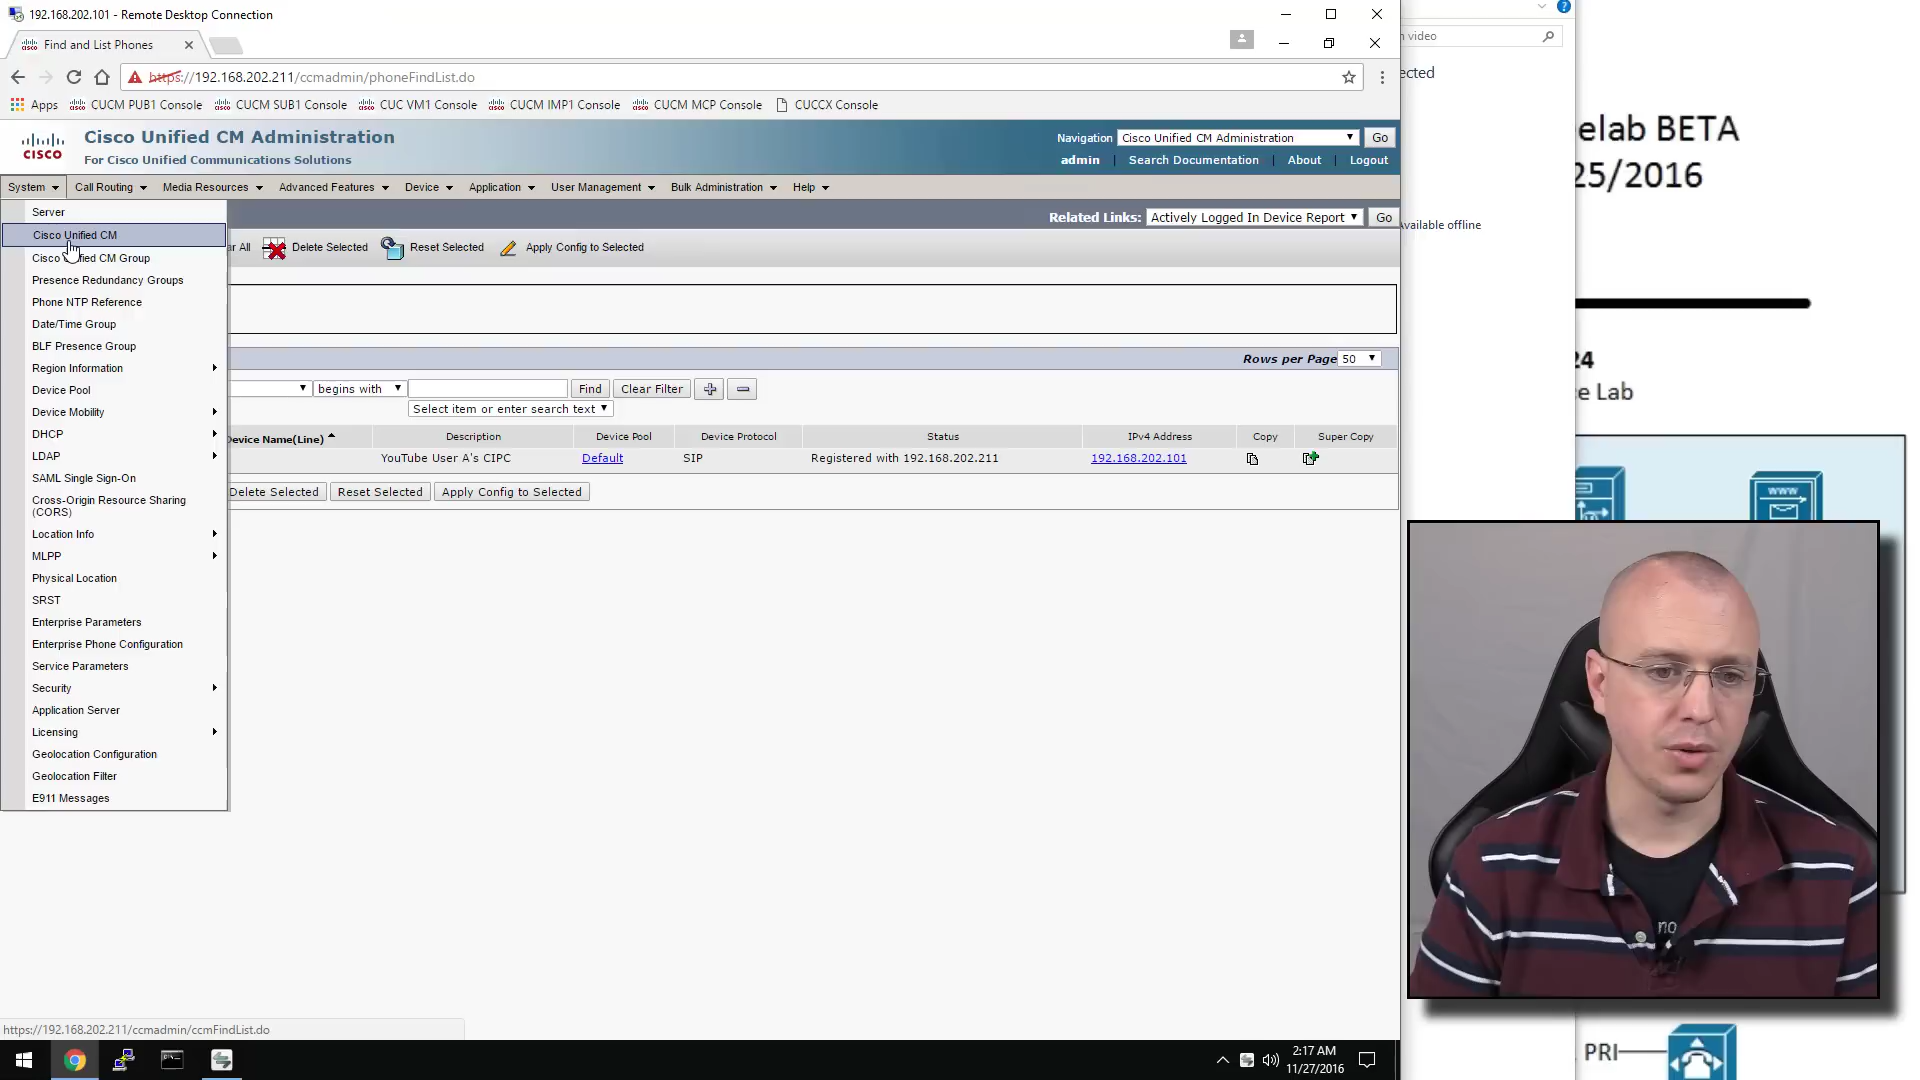 192.168.202.101 - Remote Desktop Connection
Find and List Phones
https://192.168.202.211/ccmadmin/phoneFindList.do
Apps CUCM PUB1 Console CUCM SUB1 Console CUC VM1 Console CUCM IMP1 Console CUCM MCP Console CUCCX Console
CISCO
Cisco Unified CM Administration
For Cisco Unified Communications Solutions
Navigation Cisco Unified CM Administration Go
admin | Search Documentation | About | Logout
System Call Routing Media Resources Advanced Features Device Application User Management Bulk Administration Help
Related Links: Actively Logged In Device Report Go
ar All Delete Selected Reset Selected Apply Config to Selected
Rows per Page 50
begins with Find Clear Filter
Select item or enter search text
Device Name(Line) Description Device Pool Device Protocol Status IPv4 Address Copy Super Copy
YouTube User A's CIPC Default SIP Registered with 192.168.202.211 192.168.202.101
Delete Selected Reset Selected Apply Config to Selected
Server
Cisco Unified CM
Cisco Unified CM Group
Presence Redundancy Groups
Phone NTP Reference
Date/Time Group
BLF Presence Group
Region Information
Device Pool
Device Mobility
DHCP
LDAP
SAML Single Sign-On
Cross-Origin Resource Sharing
(CORS)
Location Info
MLPP
Physical Location
SRST
Enterprise Parameters
Enterprise Phone Configuration
Service Parameters
Security
Application Server
Licensing
Geolocation Configuration
Geolocation Filter
E911 Messages
https://192.168.202.211/ccmadmin/ccmFindList.do
2:17 AM
11/27/2016
video
ected
Available offline
elab BETA
25/2016
24
e Lab
WWW
no
PRI